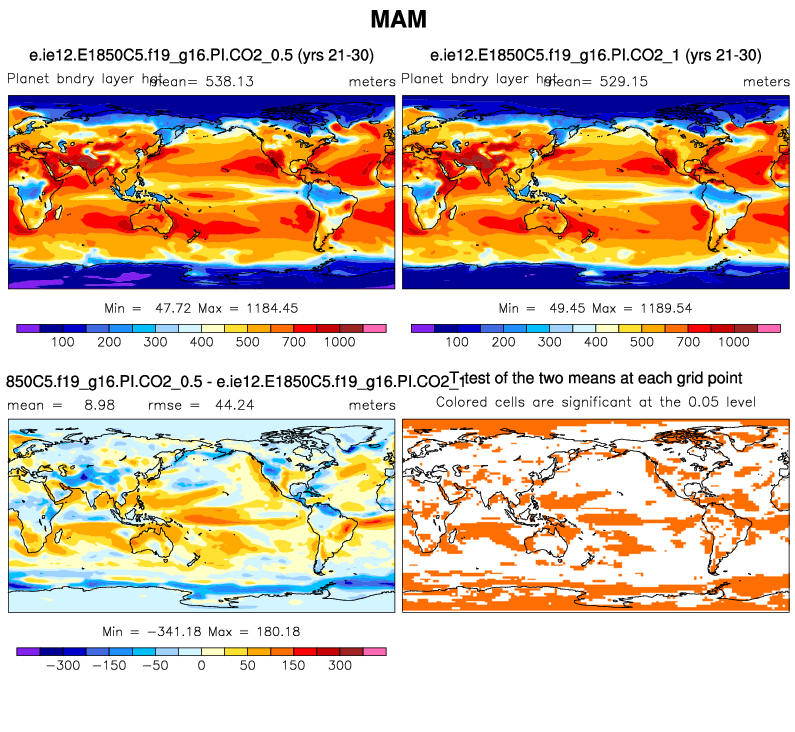 MAM
e.ie12.E1850C5.f19_g16.PI.CO2_0.5 (yrs 21-30)
e.ie12.E1850C5.f19_g16.PI.CO2_1 (yrs 21-30)
Planet bndry layer hgt mean= 538.13 meters
Planet bndry layer hgt mean= 529.15 meters
Min = 47.72 Max = 1184.45
Min = 49.45 Max = 1189.54
100 200 300 400 500 700 1000
100 200 300 400 500 700 1000
850C5.f19_g16.PI.CO2_0.5 - e.ie12.E1850C5.f19_g16.PI.CO2_1
T-test of the two means at each grid point
mean = 8.98 rmse = 44.24 meters
Colored cells are significant at the 0.05 level
Min = -341.18 Max = 180.18
-300 -150 -50 0 50 150 300